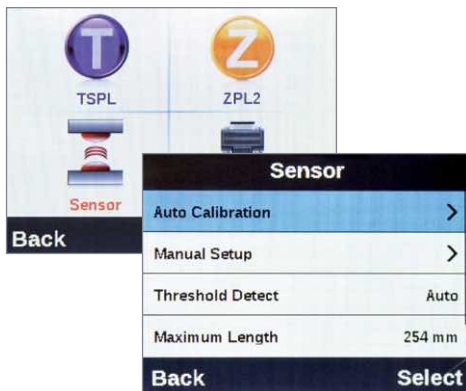 T
Z
TSPL ZPL2
Sensor
Back
Sensor
Auto Calibration >
Manual Setup >
Threshold Detect Auto
Maximum Length 254 mm
Back Select